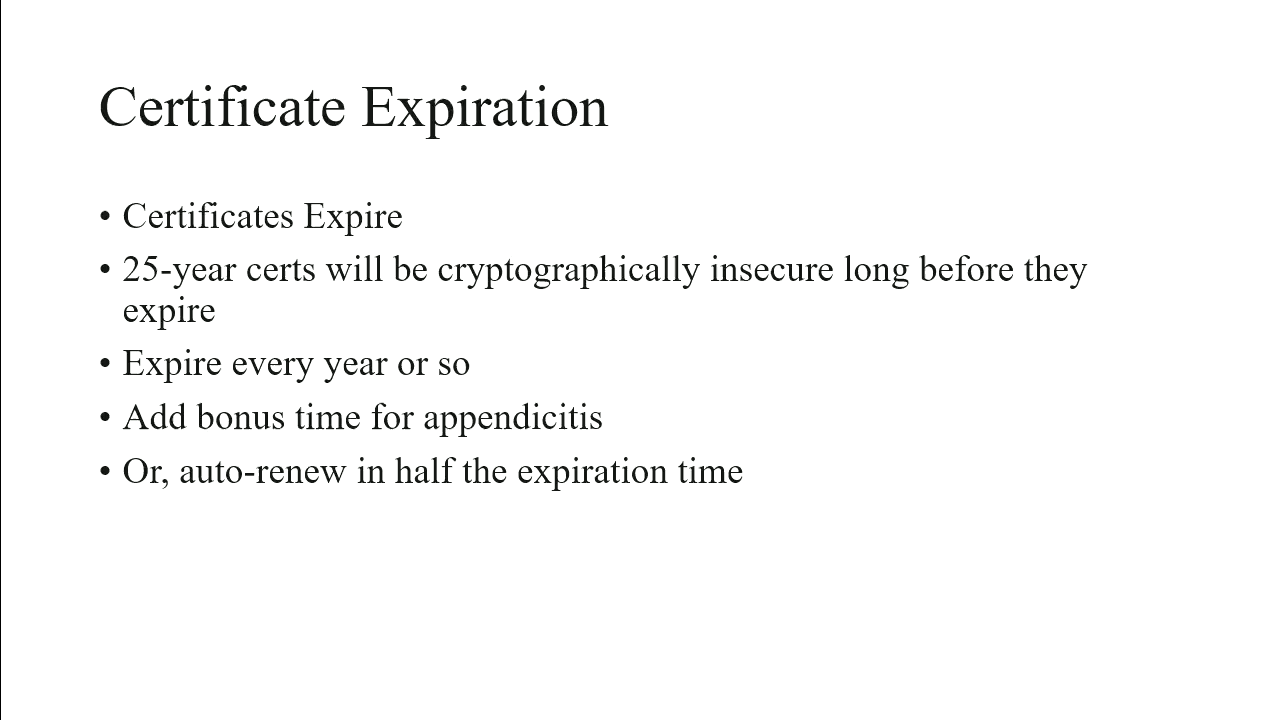 Certificate Expiration
• Certificates Expire
• 25-year certs will be cryptographically insecure long before they
expire
• Expire every year or so
• Add bonus time for appendicitis
• Or, auto-renew in half the expiration time